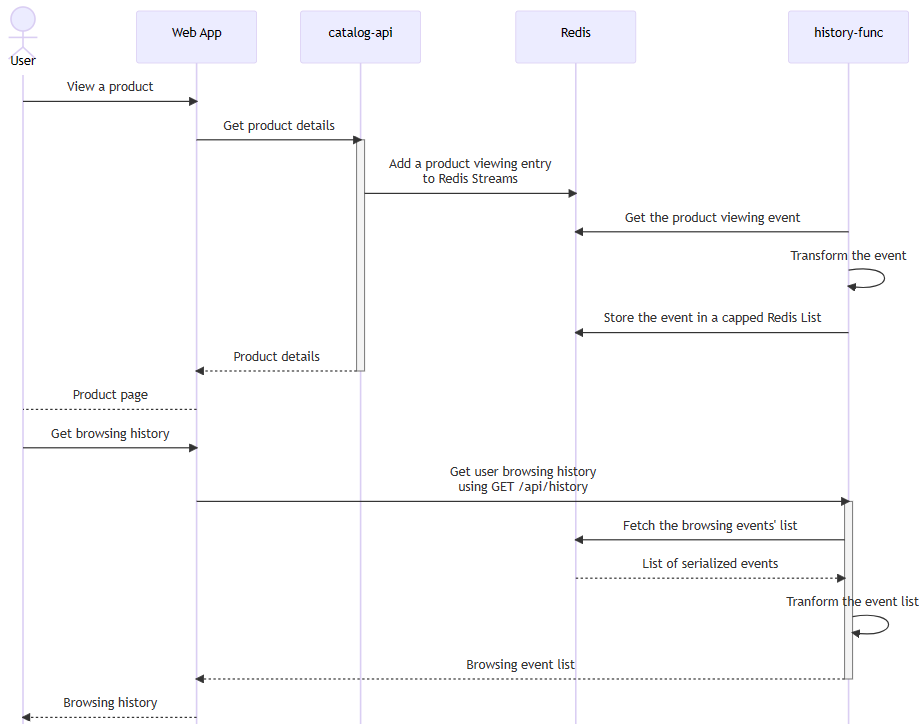 User
Web App
catalog-api
Redis
history-func
View a product
Get product details
Add a product viewing entry
to Redis Streams
Get the product viewing event
Transform the event
Store the event in a capped Redis List
Product details
Product page
Get browsing history
Get user browsing history
using GET /api/history
Fetch the browsing events' list
List of serialized events
Tranform the event list
Browsing event list
Browsing history